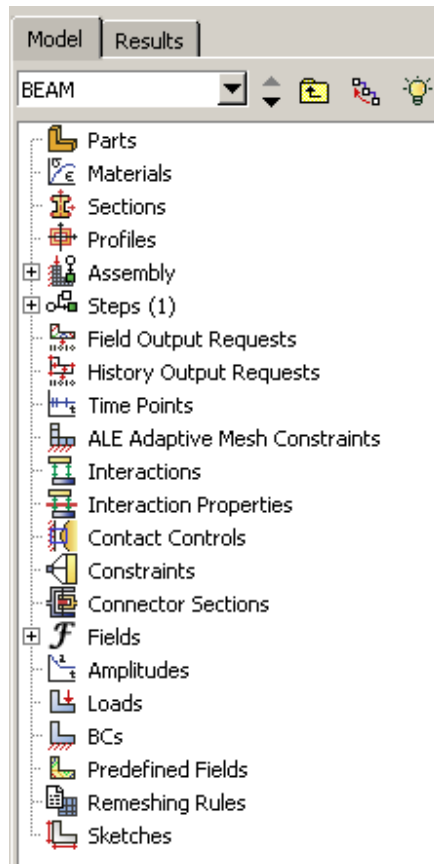 Model Results
BEAM
Parts
Materials
Sections
Profiles
Assembly
Steps (1)
Field Output Requests
History Output Requests
Time Points
ALE Adaptive Mesh Constraints
Interactions
Interaction Properties
Contact Controls
Constraints
Connector Sections
Fields
Amplitudes
Loads
BCs
Predefined Fields
Remeshing Rules
Sketches